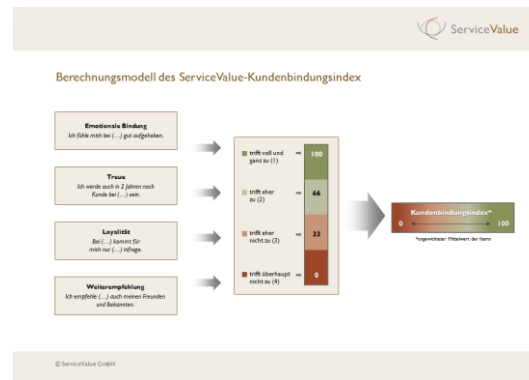 ServiceValue
Berechnungsmodell des ServiceValue-Kundenbindungsindex
Emotionale Bindung
Ich fühle mich bei (...) gut aufgehoben.
Treue
Ich werde auch in 2 Jahren noch
Kunde bei (...) sein.
Loyalität
Bei (...) kommt für
mich nur (...) infrage.
Weiterempfehlung
Ich empfehle (...) auch meinen Freunden
und Bekannten.
trifft voll und
ganz zu (1)
100
trifft eher
zu (2)
66
trifft eher
nicht zu (3)
33
trifft überhaupt
nicht zu (4)
0
Kundenbindungsindex*
0
100
*ungewichteter Mittelwert der Items
© ServiceValue GmbH